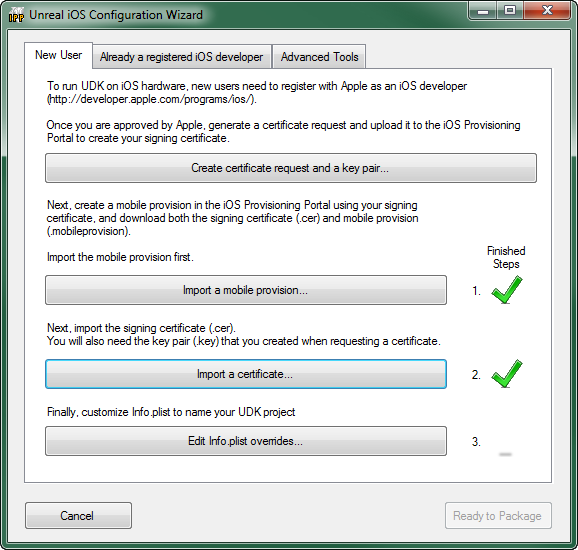 IPP Unreal iOS Configuration Wizard
New User Already a registered iOS developer Advanced Tools
To run UDK on iOS hardware, new users need to register with Apple as an iOS developer
(http://developer.apple.com/programs/ios/).
Once you are approved by Apple, generate a certificate request and upload it to the iOS Provisioning
Portal to create your signing certificate.
Create certificate request and a key pair...
Next, create a mobile provision in the iOS Provisioning Portal using your signing
certificate, and download both the signing certificate (.cer) and mobile provision
(.mobileprovision).
Import the mobile provision first.
Finished
Steps
Import a mobile provision...
1.
Next, import the signing certificate (.cer).
You will also need the key pair (.key) that you created when requesting a certificate.
Import a certificate...
2.
Finally, customize Info.plist to name your UDK project
Edit Info.plist overrides...
3.
Cancel
Ready to Package